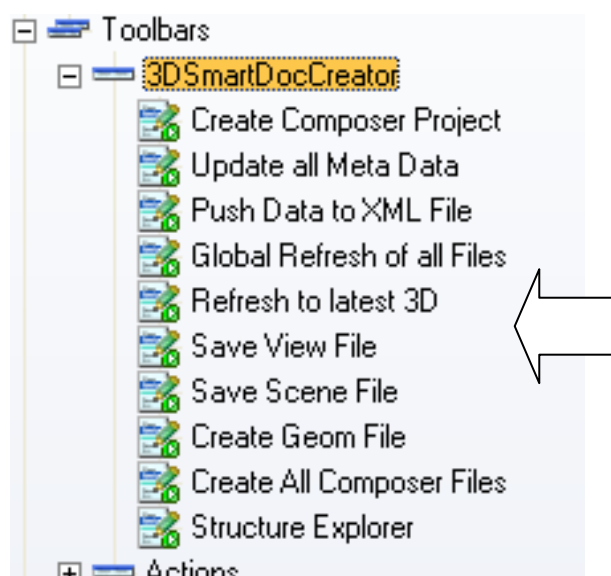 Toolbars
3DSmartDocCreator
Create Composer Project
Update all Meta Data
Push Data to XML File
Global Refresh of all Files
Refresh to latest 3D
Save View File
Save Scene File
Create Geom File
Create All Composer Files
Structure Explorer
Actions